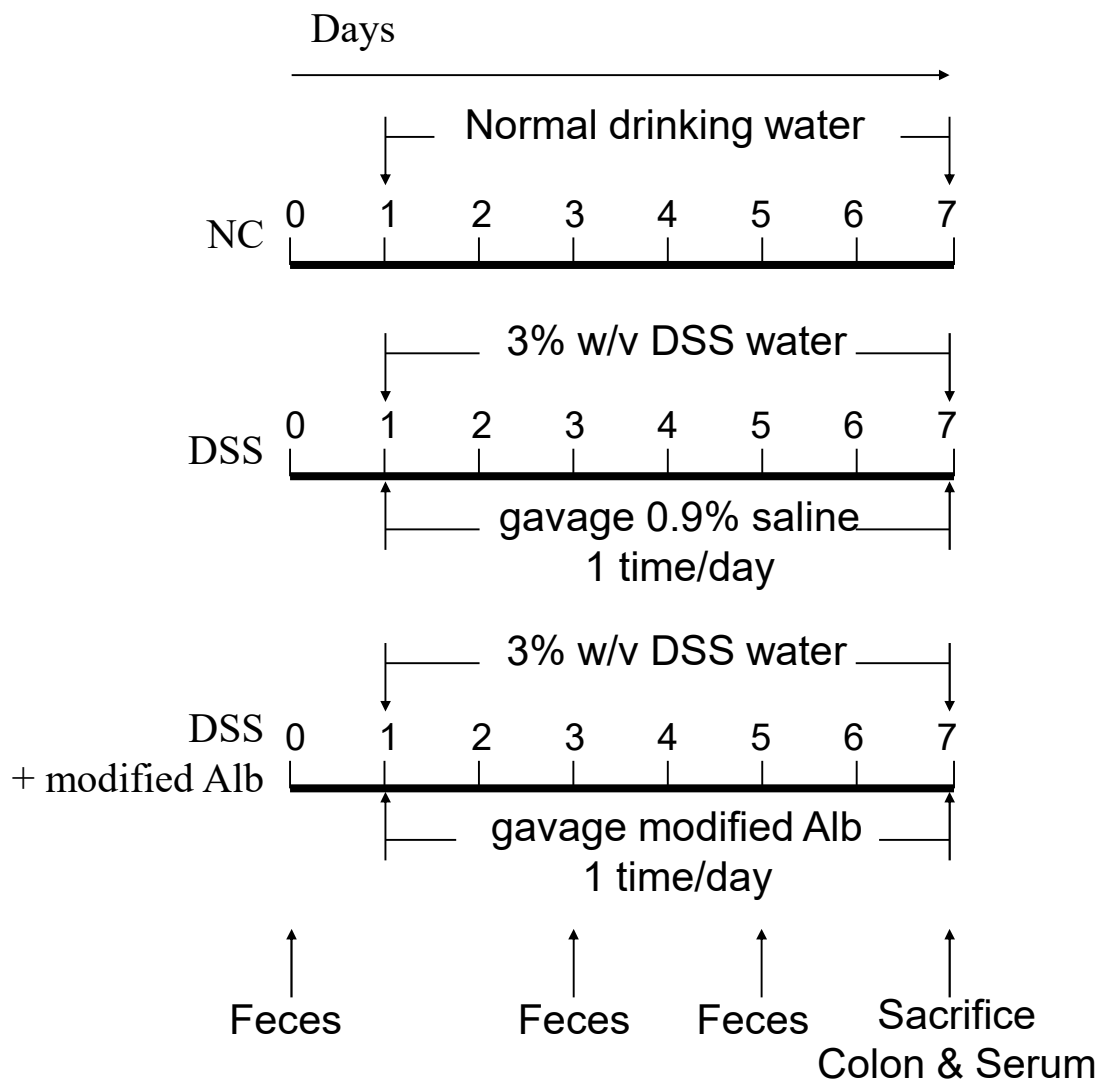 Days
Normal drinking water
0 1 2 3 4 5 6 7
NC
3% w/v DSS water
0 1 2 3 4 5 6 7
DSS
gavage 0.9% saline
1 time/day
3% w/v DSS water
DSS
0 1 2 3 4 5 6 7
+ modified Alb
gavage modified Alb
1 time/day
Feces Feces Feces Sacrifice
Colon & Serum